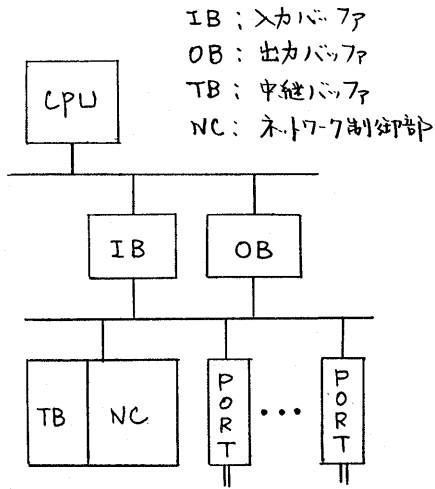 IB ; 入力バッファ
OB ; 出力バッファ
TB ; 中継バッファ
NC : ネットワーク制御部
CPU
IB
OB
TB
NC
PORT
...
PORT